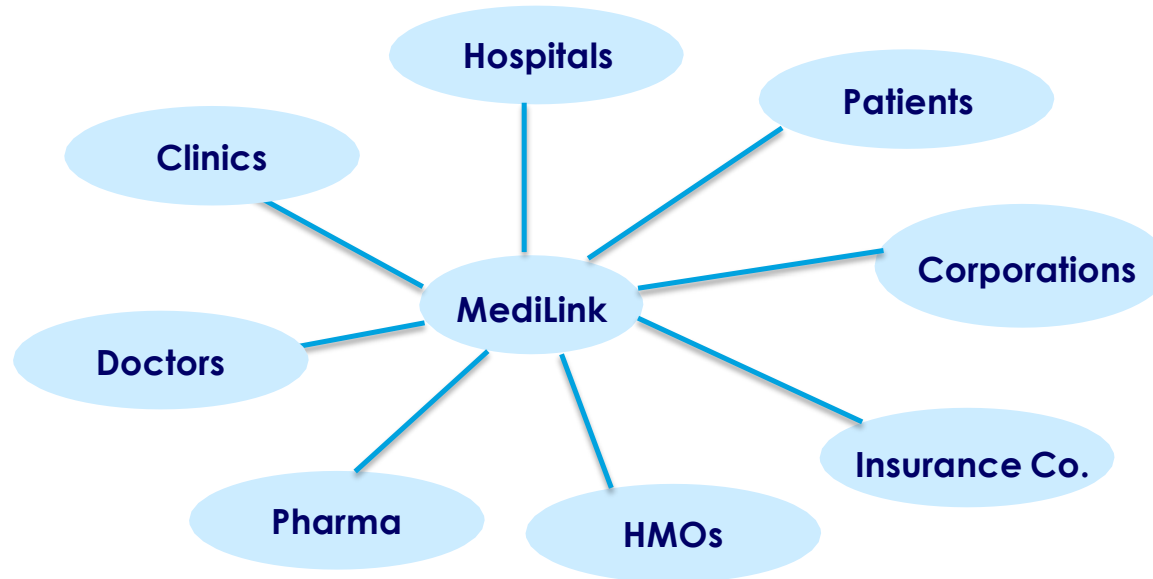 Hospitals
Patients
Clinics
Corporations
MediLink
Doctors
Insurance Co.
Pharma
HMOs